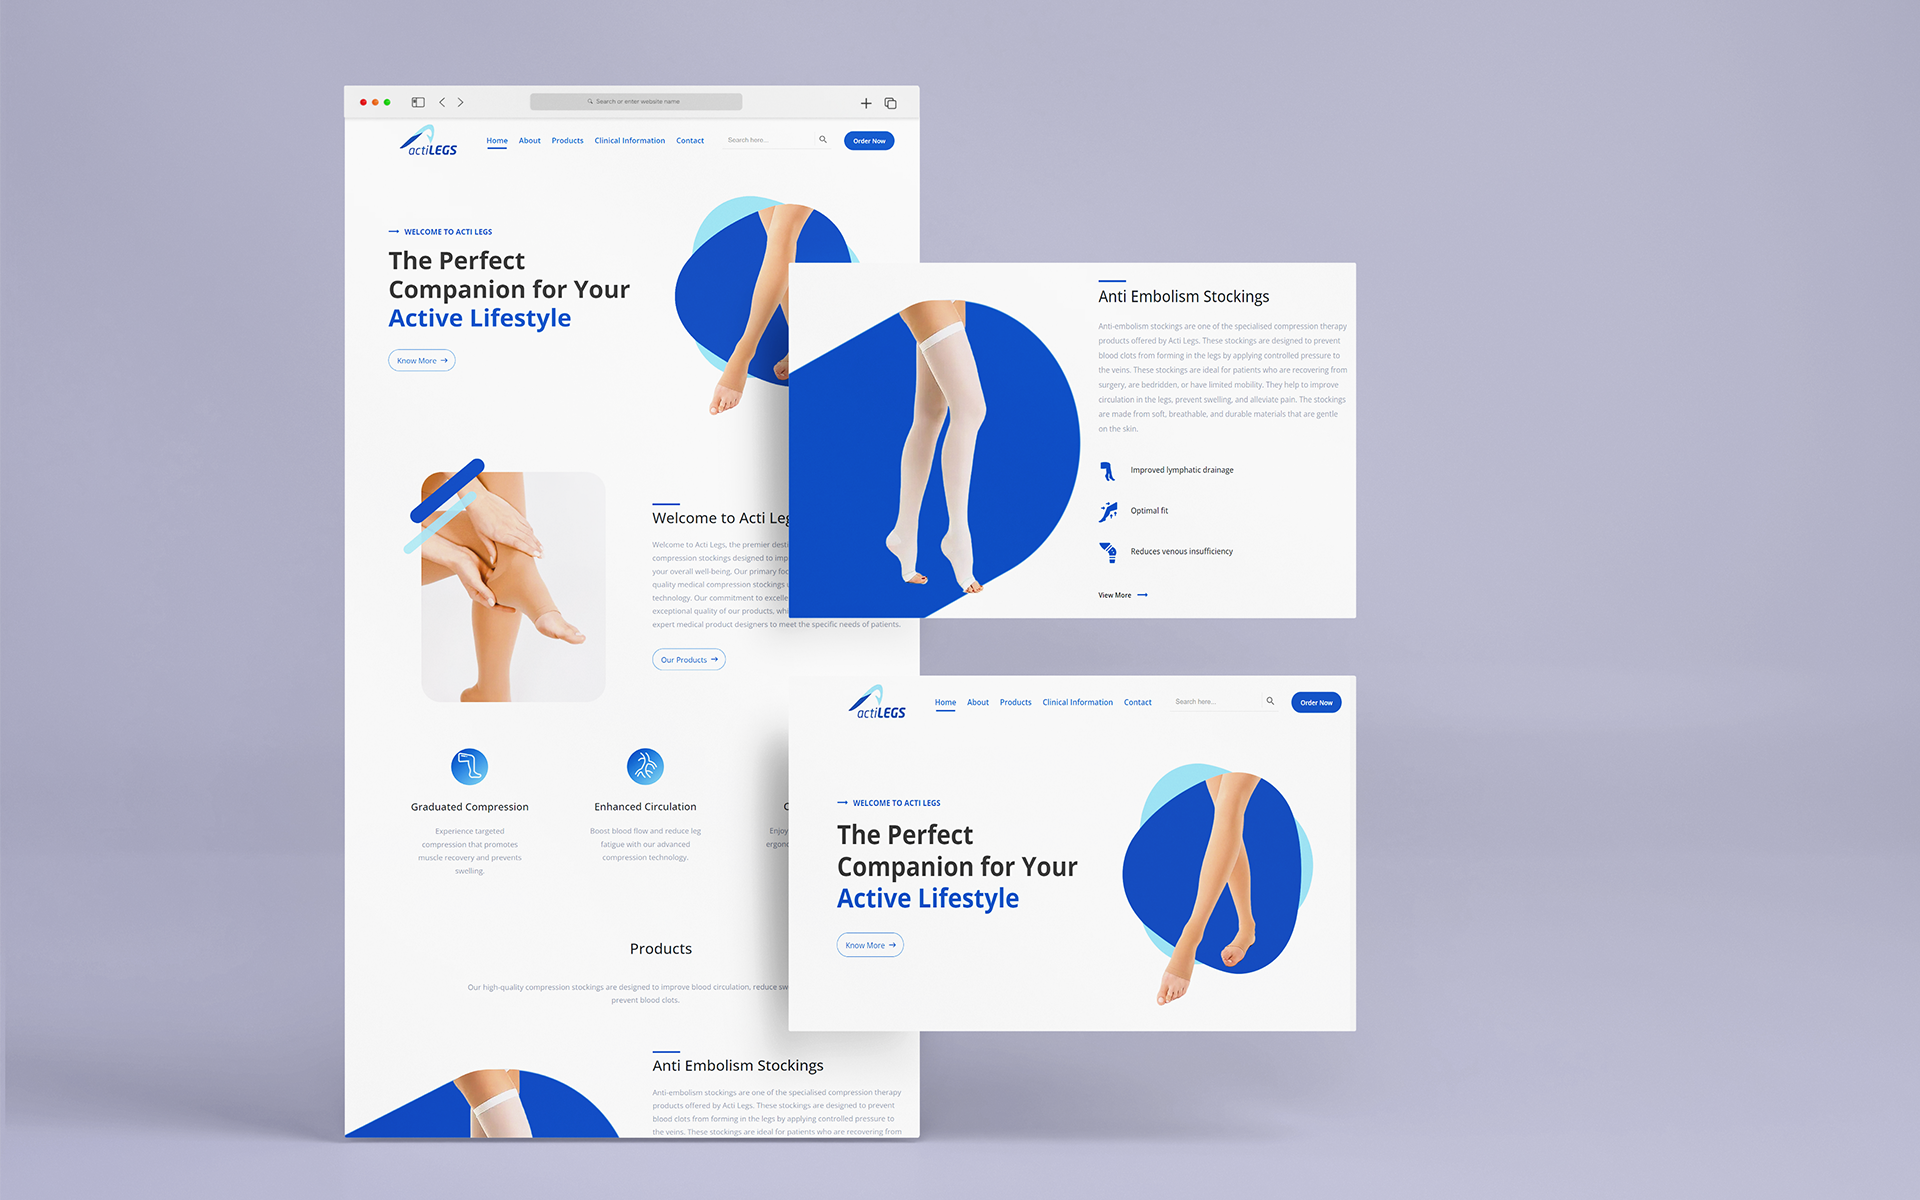 Search or enter website name
actiLEGS
Home About Products Clinical Information Contact Search here... Order Now
WELCOME TO ACTI LEGS
The Perfect
Companion for Your
Active Lifestyle
Know More
Welcome to Acti Leg
Welcome to Acti Legs, the premier desti
compression stockings designed to imp
your overall well-being. Our primary foc
quality medical compression stockings
technology. Our commitment to excelle
exceptional quality of our products, whi
expert medical product designers to meet the specific needs of patients.
Our Products
Graduated Compression
Experience targeted
compression that promotes
muscle recovery and prevents
swelling.
Enhanced Circulation
Boost blood flow and reduce leg
fatigue with our advanced
compression technology.
C
Enjoy
ergono
Products
Our high-quality compression stockings are designed to improve blood circulation, reduce sw
prevent blood clots.
Anti Embolism Stockings
Anti-embolism stockings are one of the specialised compression therapy
products offered by Acti Legs. These stockings are designed to prevent
blood clots from forming in the legs by applying controlled pressure to
the veins. These stockings are ideal for patients who are recovering from
Anti Embolism Stockings
Anti-embolism stockings are one of the specialised compression therapy
products offered by Acti Legs. These stockings are designed to prevent
blood clots from forming in the legs by applying controlled pressure to
the veins. These stockings are ideal for patients who are recovering from
surgery, are bedridden, or have limited mobility. They help to improve
circulation in the legs, prevent swelling, and alleviate pain. The stockings
are made from soft, breathable, and durable materials that are gentle
on the skin.
Improved lymphatic drainage
Optimal fit
Reduces venous insufficiency
View More
actiLEGS
Home About Products Clinical Information Contact Search here... Order Now
WELCOME TO ACTI LEGS
The Perfect
Companion for Your
Active Lifestyle
Know More